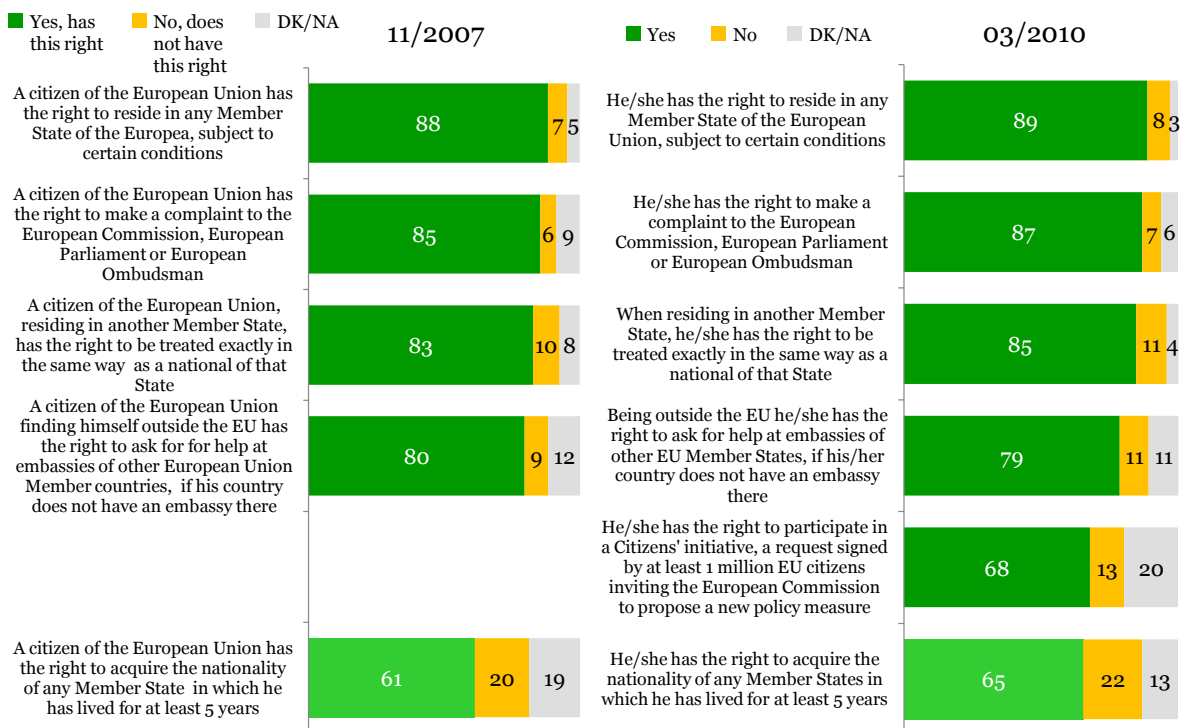 Yes, has
this right
No, does
not have
this right
DK/NA
11/2007
A citizen of the European Union has
the right to reside in any Member
State of the Europea, subject to
certain conditions
88
7
5
A citizen of the European Union has
the right to make a complaint to the
European Commission, European
Parliament or European
Ombudsman
85
6
9
A citizen of the European Union,
residing in another Member State,
has the right to be treated exactly in
the same way as a national of that
State
83
10
8
A citizen of the European Union
finding himself outside the EU has
the right to ask for for help at
embassies of other European Union
Member countries, if his country
does not have an embassy there
80
9
12
A citizen of the European Union has
the right to acquire the nationality
of any Member State in which he
has lived for at least 5 years
61
20
19
Yes
No
DK/NA
03/2010
He/she has the right to reside in any
Member State of the European
Union, subject to certain conditions
89
8
3
He/she has the right to make a
complaint to the European
Commission, European Parliament
or European Ombudsman
87
7
6
When residing in another Member
State, he/she has the right to be
treated exactly in the same way as a
national of that State
85
11
4
Being outside the EU he/she has the
right to ask for help at embassies of
other EU Member States, if his/her
country does not have an embassy
there
79
11
11
He/she has the right to participate in
a Citizens' initiative, a request signed
by at least 1 million EU citizens
inviting the European Commission
to propose a new policy measure
68
13
20
He/she has the right to acquire the
nationality of any Member States in
which he has lived for at least 5 years
65
22
13